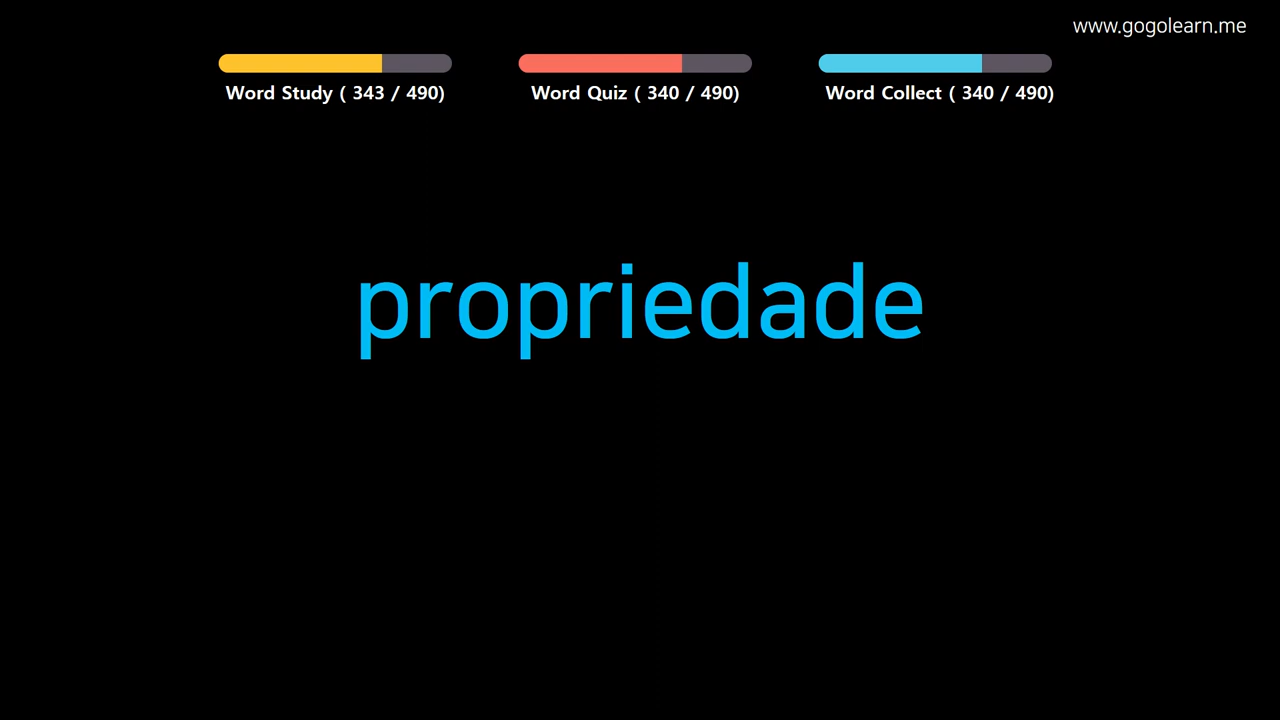 www.gogolearn.me
Word Study ( 343 / 490)
Word Quiz ( 340 / 490)
Word Collect ( 340 / 490)
propriedade